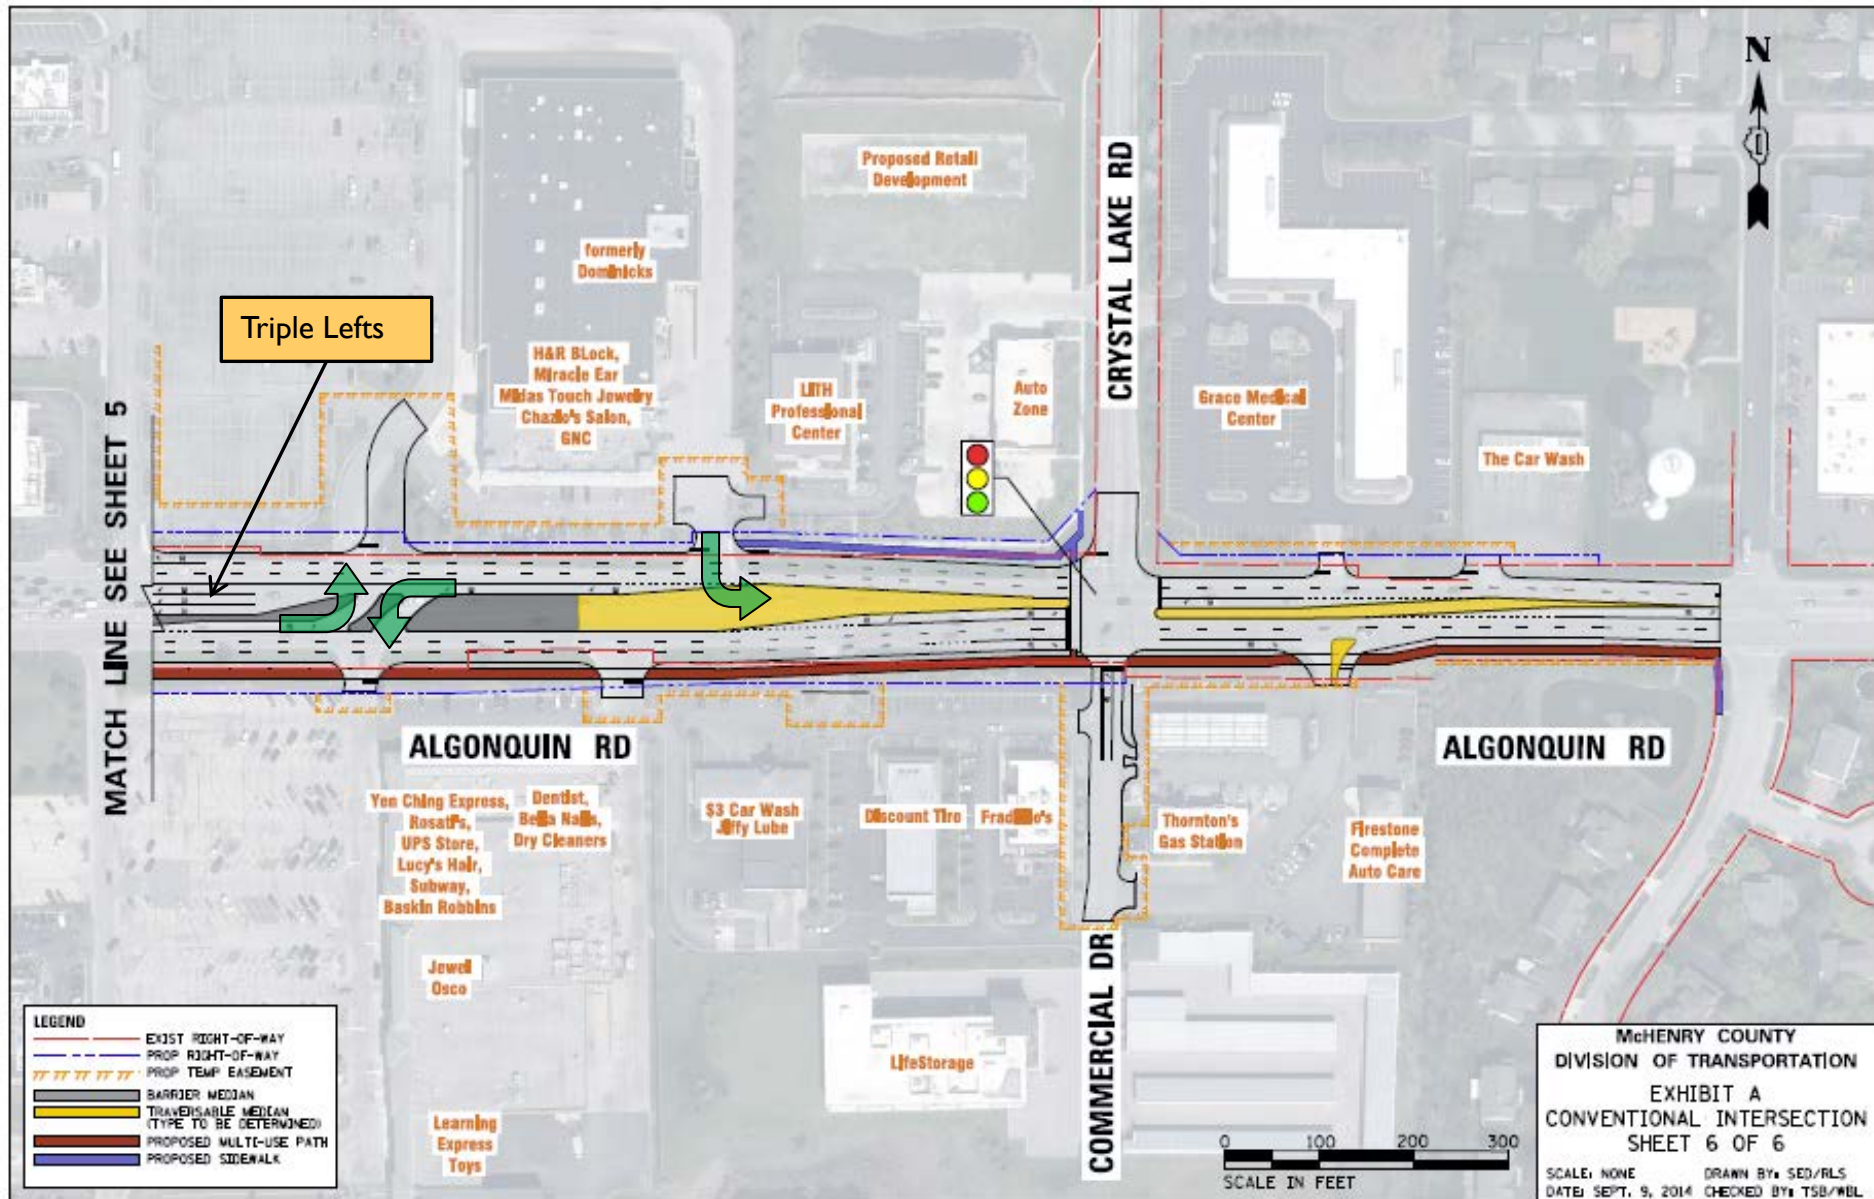 N
Proposed Retail
Development
CRYSTAL LAKE RD
formerly
Dominicks
Triple Lefts
H&R BLock,
Miracle Ear
Midas Touch Jewelry
Chazio's Salon,
GNC
LITH
Professional
Center
Auto
Zone
Grace Medical
Center
The Car Wash
MATCH LINE SEE SHEET 5
ALGONQUIN RD
ALGONQUIN RD
Yen Ching Express,
Rosati's,
UPS Store,
Lucy's Hair,
Subway,
Baskin Robbins
Dentist,
Bella Nails,
Dry Cleaners
$3 Car Wash
Jiffy Lube
Discount Tire
Thornton's
Gas Station
Firestone
Complete
Auto Care
Jewel
Osco
COMMERCIAL DR
LifeStorage
Learning
Express
Toys
LEGEND
EXIST RIGHT-OF-WAY
PROP RIGHT-OF-WAY
PROP TEMP EASEMENT
BARRIER MEDIAN
TRAVERSABLE MEDIAN
(TYPE TO BE DETERMINED)
PROPOSED MULTI-USE PATH
PROPOSED SIDEWALK
0 100 200 300
SCALE IN FEET
McHENRY COUNTY
DIVISION OF TRANSPORTATION
EXHIBIT A
CONVENTIONAL INTERSECTION
SHEET 6 OF 6
SCALE: NONE DRAWN BY: SED/RLS
DATE: SEPT. 9, 2014 CHECKED BY: TSB/WBL